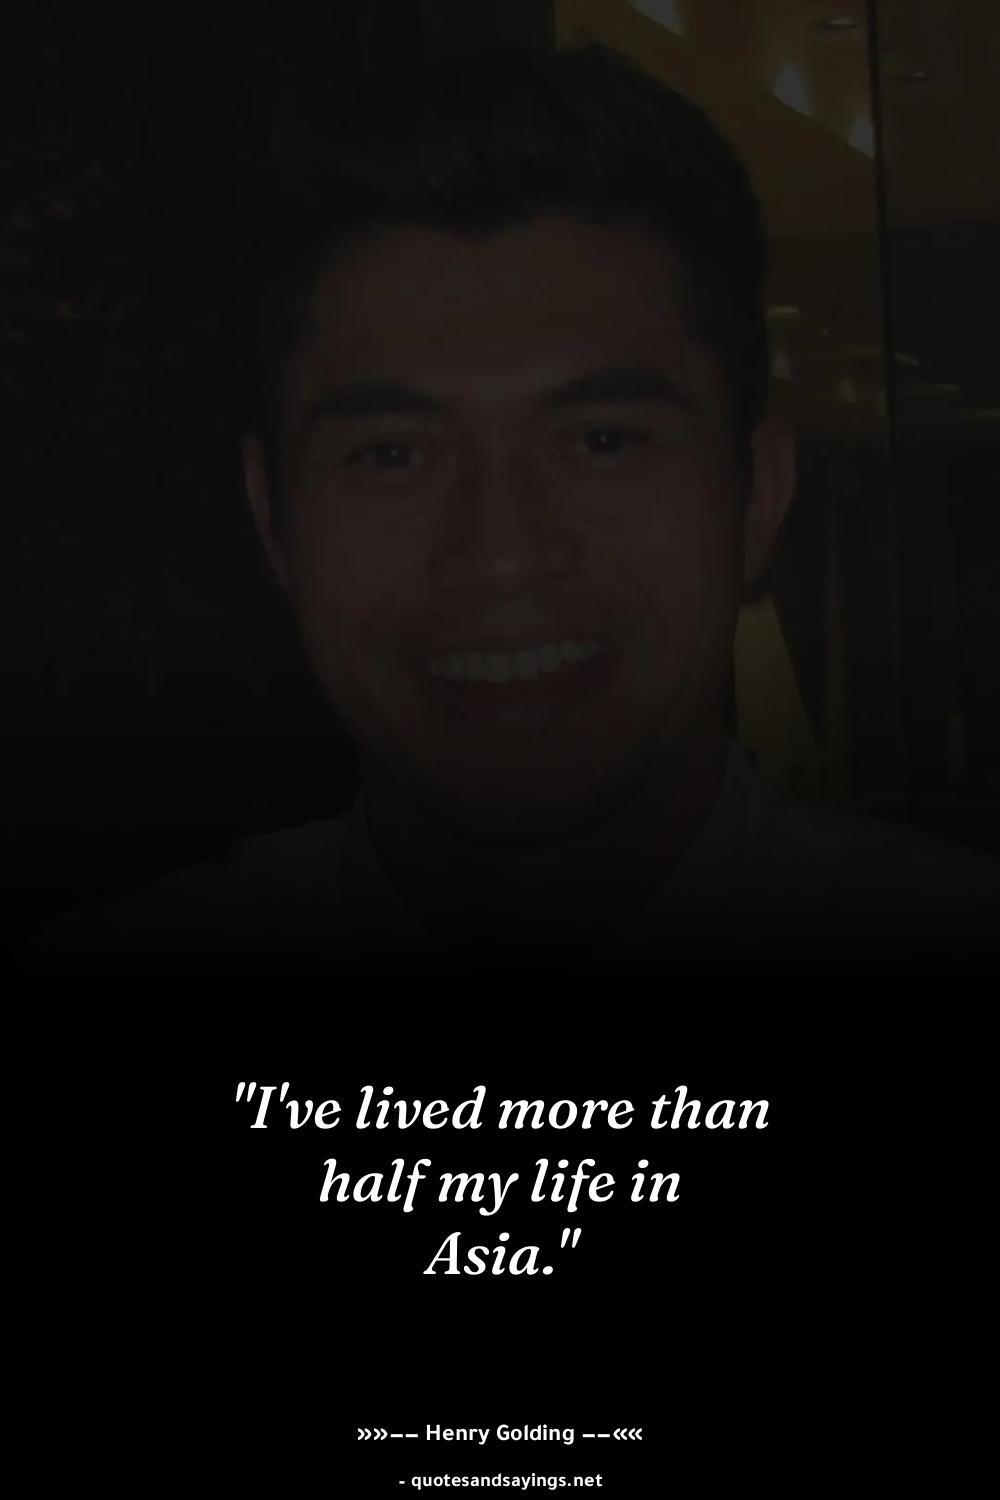 "I've lived more than
half my life in
Asia."
»»–– Henry Golding ––««
- quotesandsayings.net